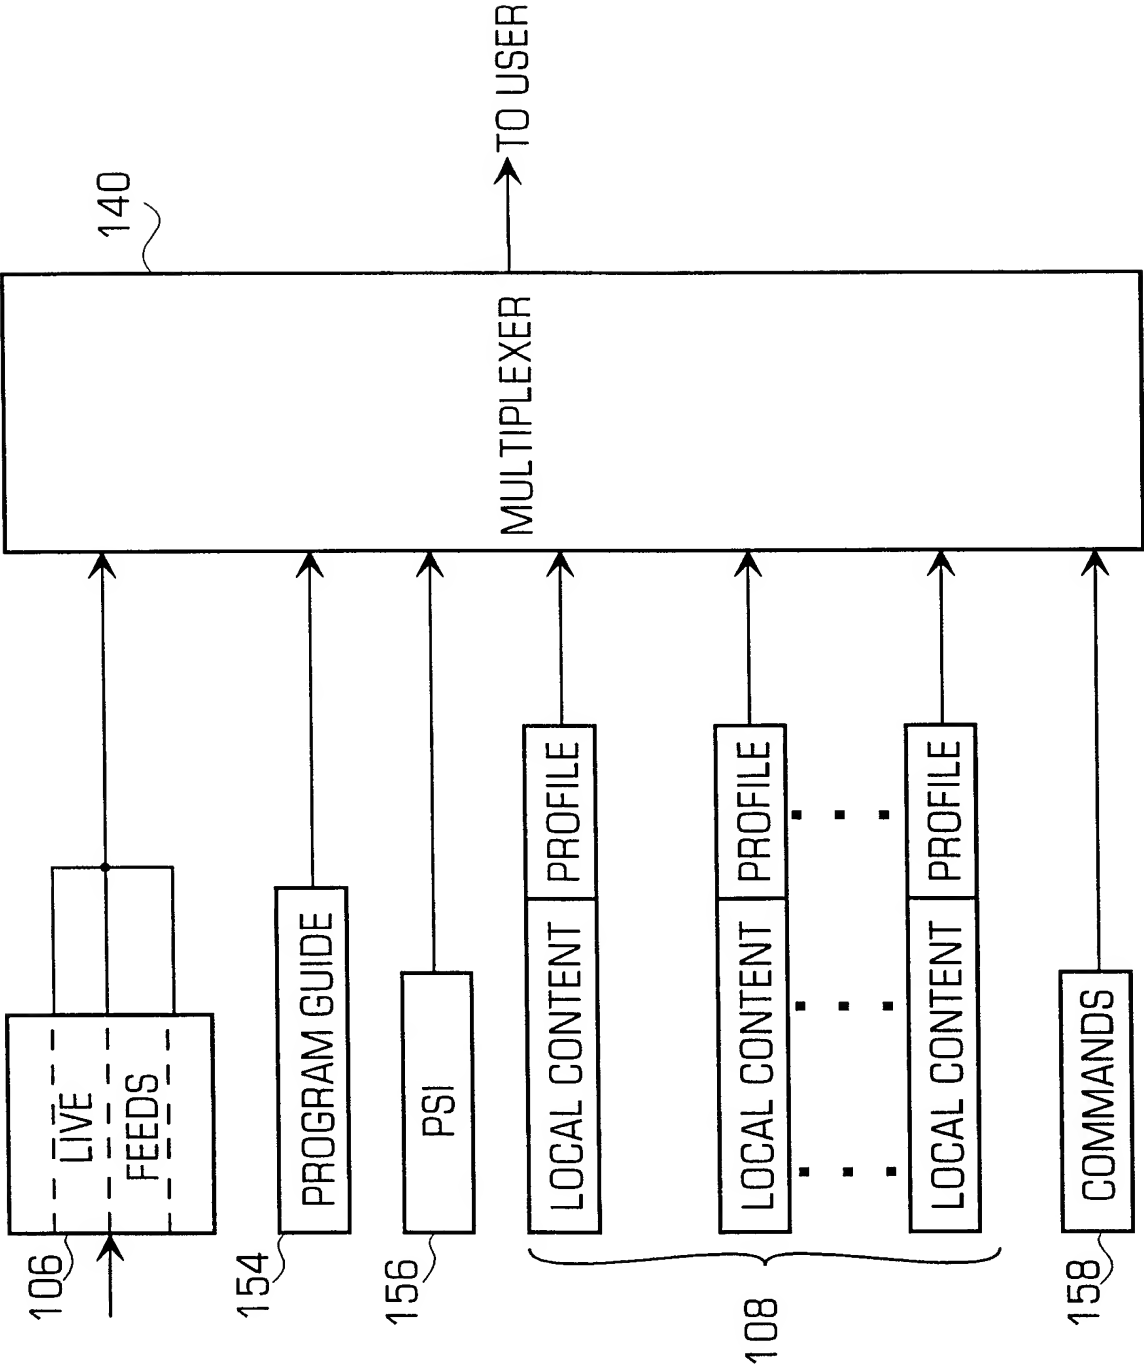 106
LIVE
FEEDS
154
PROGRAM GUIDE
156
PSI
108
LOCAL CONTENT PROFILE
LOCAL CONTENT PROFILE
LOCAL CONTENT PROFILE
158
COMMANDS
140
MULTIPLEXER
TO USER